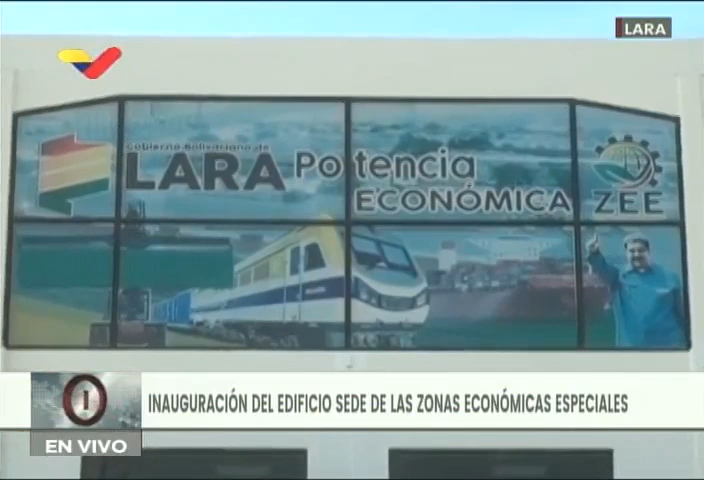 LARA
Gobierno Bolivariano de
LARA Potencia
ECONÓMICA
ZEE
I
INAUGURACIÓN DEL EDIFICIO SEDE DE LAS ZONAS ECONÓMICAS ESPECIALES
EN VIVO